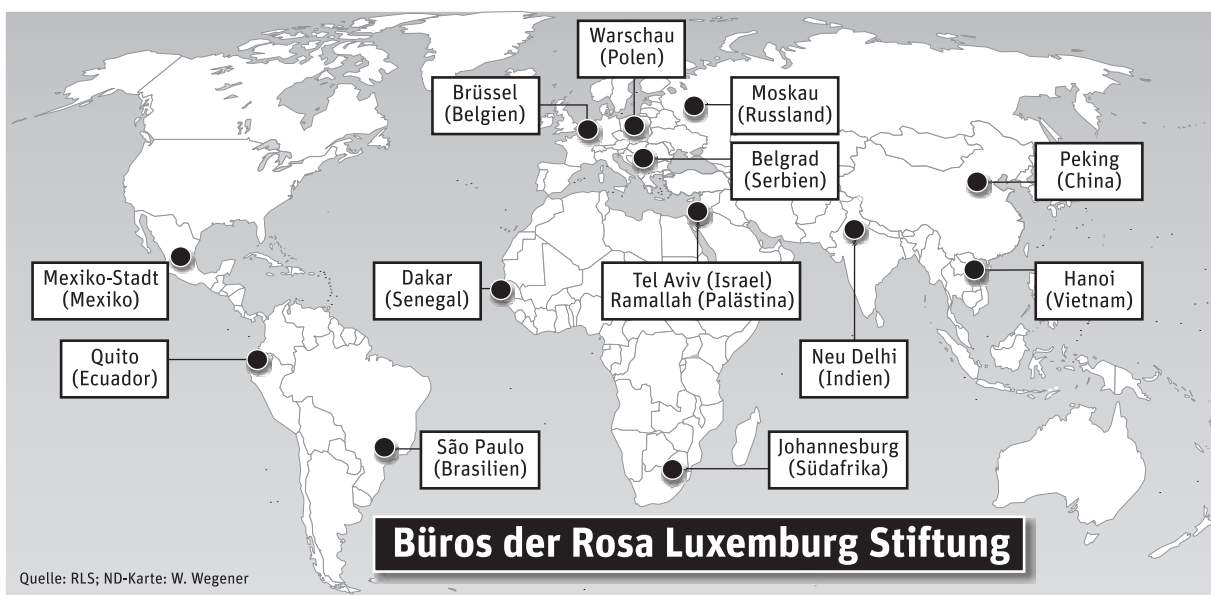 Warschau
(Polen)
Brüssel
(Belgien)
Moskau
(Russland)
Belgrad
(Serbien)
Peking
(China)
Mexiko-Stadt
(Mexiko)
Dakar
(Senegal)
Tel Aviv (Israel)
Ramallah (Palästina)
Hanoi
(Vietnam)
Quito
(Ecuador)
Neu Delhi
(Indien)
São Paulo
(Brasilien)
Johannesburg
(Südafrika)
Büros der Rosa Luxemburg Stiftung
Quelle: RLS; ND-Karte: W. Wegener